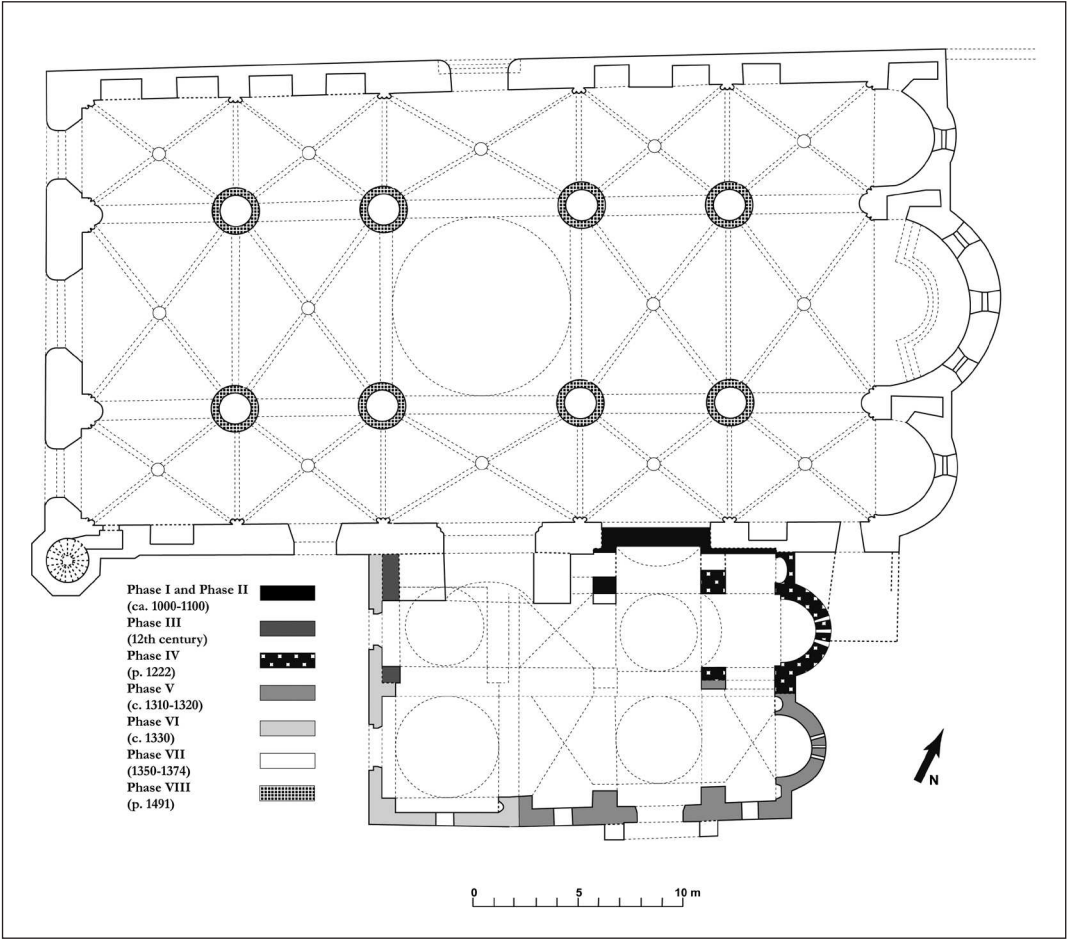 Phase I and Phase II
(ca. 1000-1100)
Phase III
(12th century)
Phase IV
(p. 1222)
Phase V
(c. 1310-1320)
Phase VI
(c. 1330)
Phase VII
(1350-1374)
Phase VIII
(p. 1491)
N
0 5 10 m